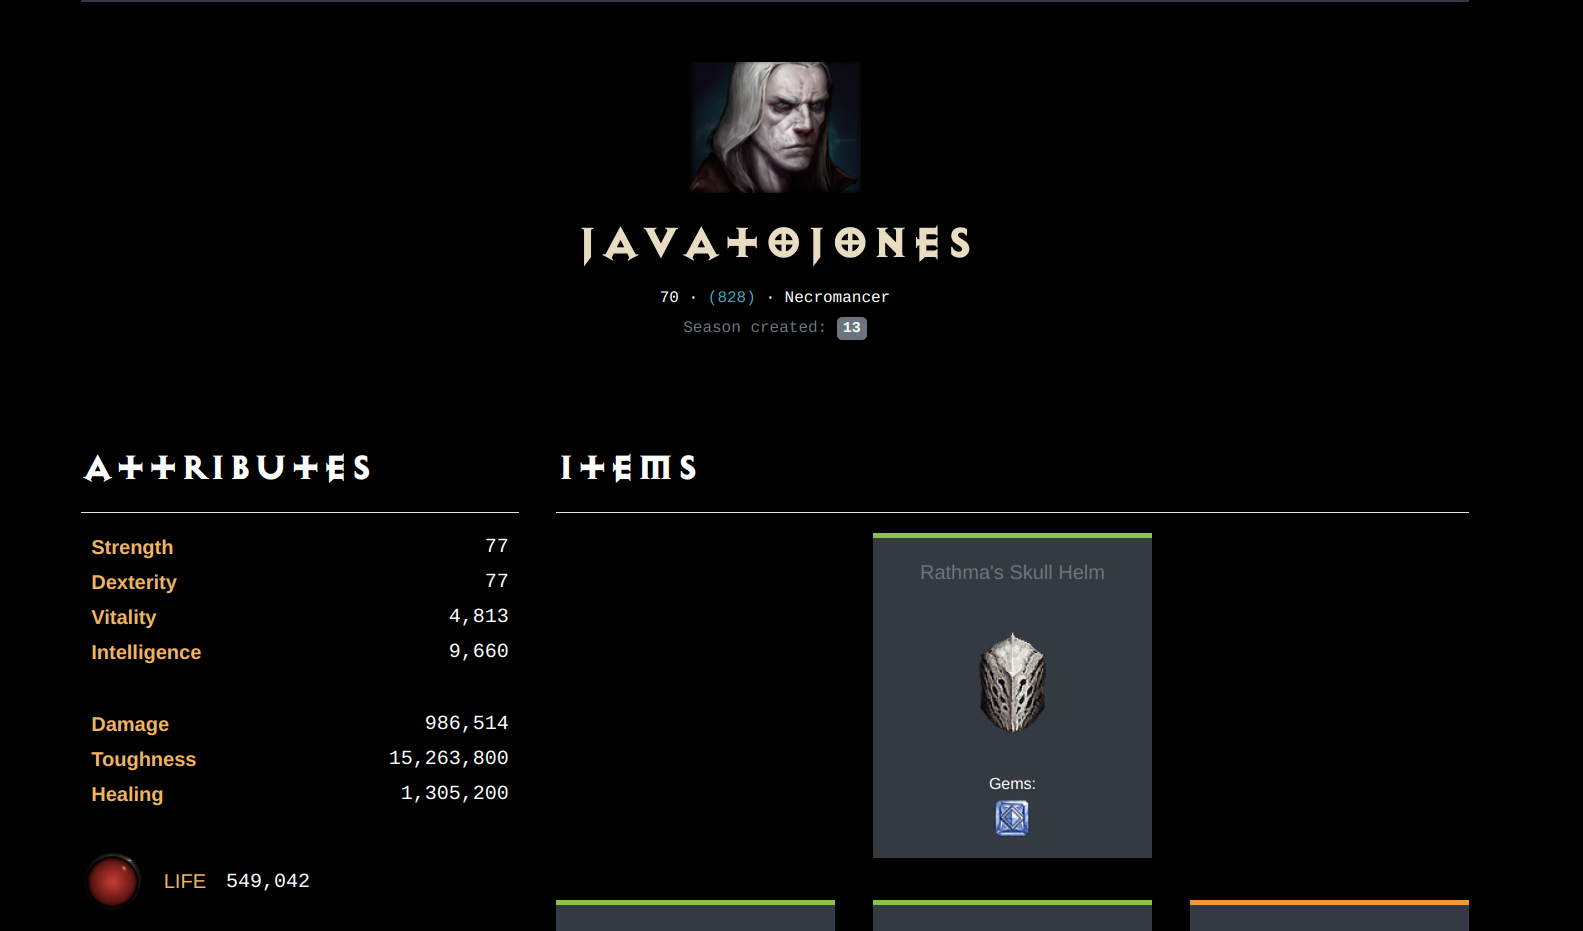 JAVATOJONES
70 · (828) · Necromancer
Season created: 13
ATTRIBUTES
Strength 77
Dexterity 77
Vitality 4,813
Intelligence 9,660
Damage 986,514
Toughness 15,263,800
Healing 1,305,200
LIFE 549,042
ITEMS
Rathma's Skull Helm
Gems: